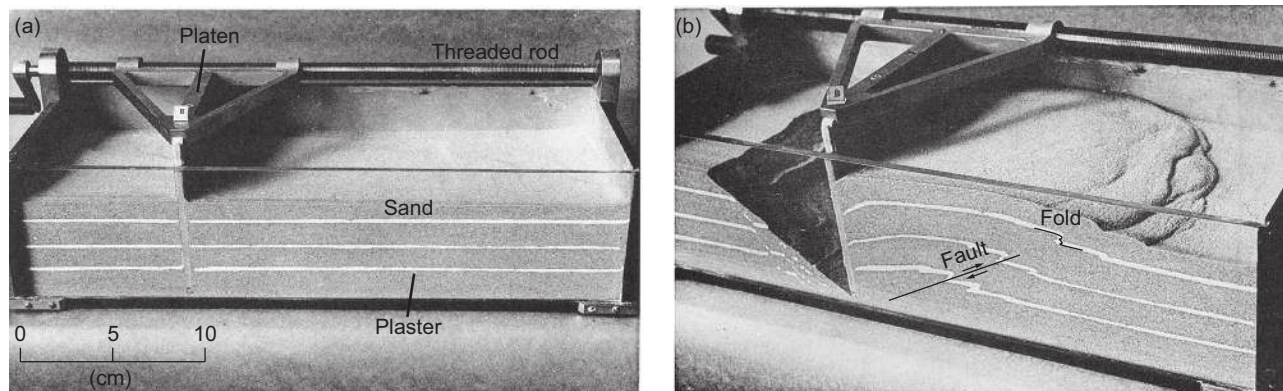 (a)
Platen
Threaded rod
B
Sand
Plaster
0 5 10
(cm)
(b)
Fold
Fault